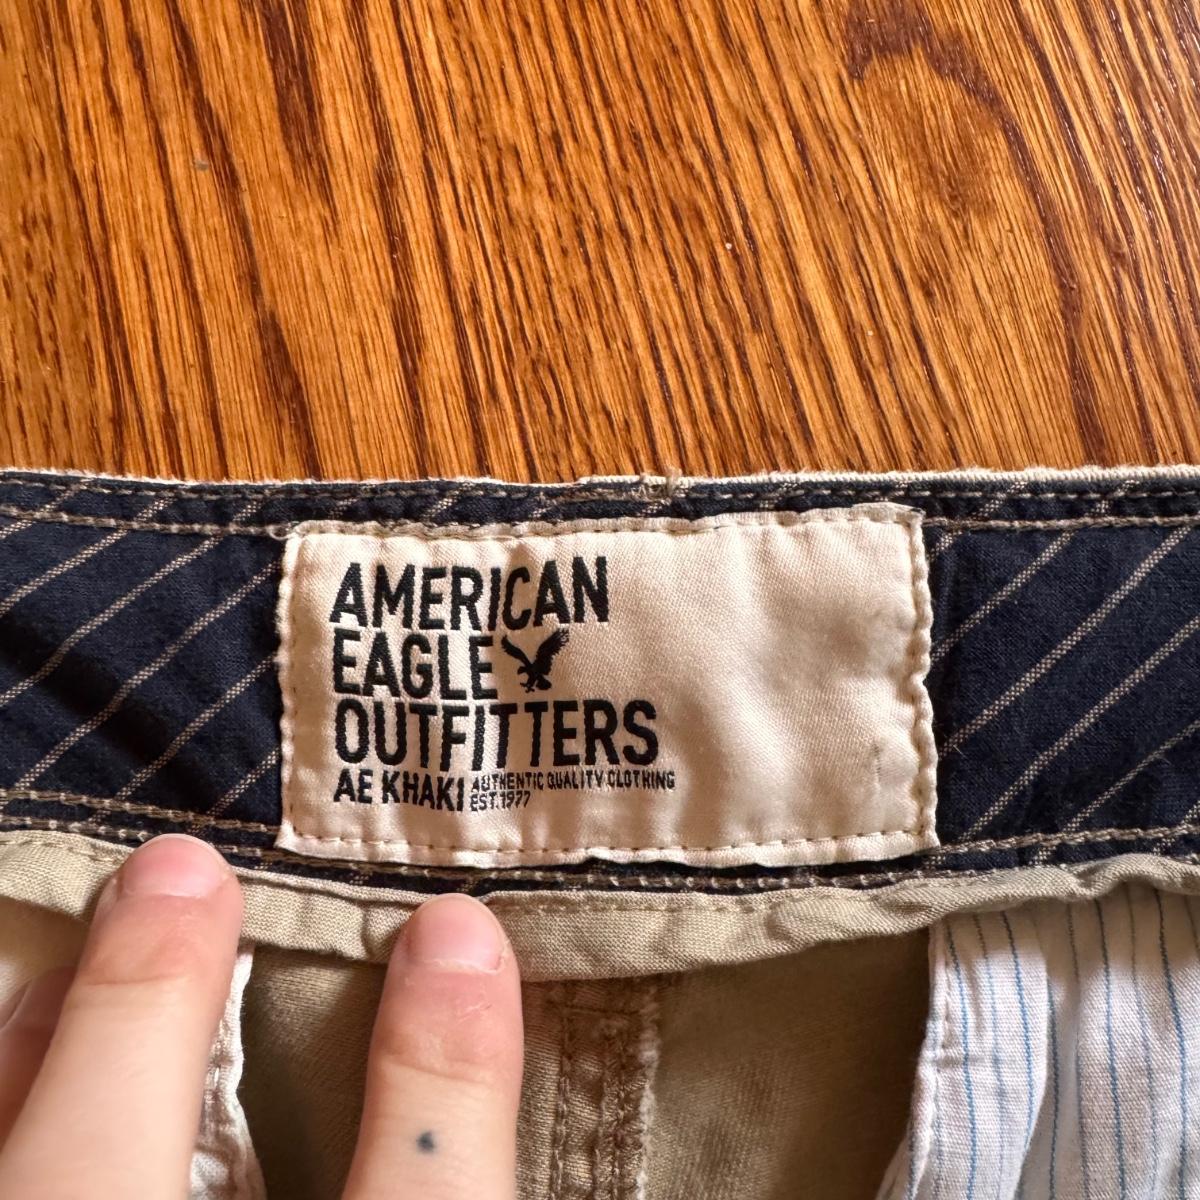 AMERICAN
EAGLE
OUTFITTERS
AE KHAKI AUTHENTIC QUALITY CLOTHING
EST. 1977